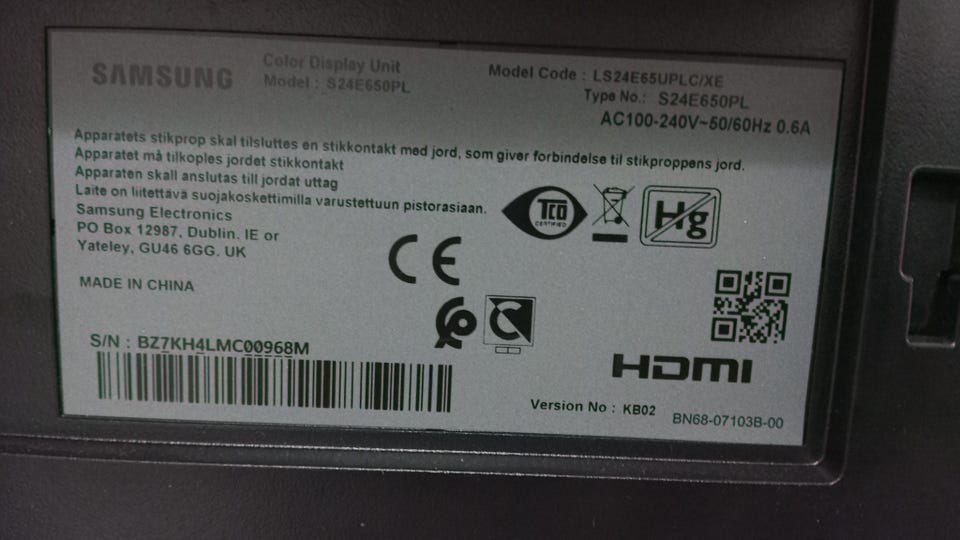 SAMSUNG
Color Display Unit
Model : S24E650PL
Model Code : LS24E65UPLC/XE
Type No.: S24E650PL
AC100-240V~50/60Hz 0.6A
Apparatets stikprop skal tilsluttes en stikkontakt med jord, som giver forbindelse til stikproppens jord.
Apparatet må tilkoples jordet stikkontakt
Apparaten skall anslutas till jordat uttag
Laite on liitettävä suojakoskettimilla varustettuun pistorasiaan.
Samsung Electronics
PO Box 12987, Dublin. IE or
Yateley, GU46 6GG. UK
TCO
CERTIFIED
Hg
CE
MADE IN CHINA
S/N : BZ7KH4LMC00968M
HDMI
Version No : KB02
BN68-07103B-00